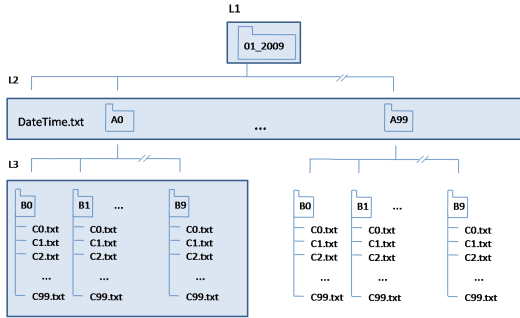 L1
01_2009
L2
DateTime.txt A0 ... A99
L3
B0 B1 ... B9 B0 B1 ... B9
C0.txt C0.txt C0.txt C0.txt C0.txt C0.txt
C1.txt C1.txt C1.txt C1.txt C1.txt C1.txt
C2.txt C2.txt C2.txt C2.txt C2.txt C2.txt
... ... ... ... ... ...
C99.txt C99.txt C99.txt C99.txt C99.txt C99.txt